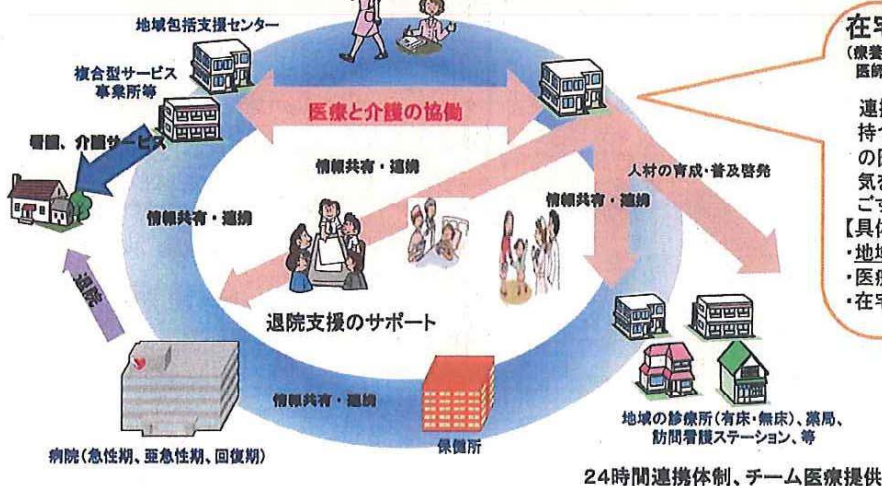 地域包括支援センター
複合型サービス
事業所等
医療と介護の協働
看護、介護サービス
情報共有・連携
情報共有・連携
情報共有・連携
人材の育成・普及啓発
退院
退院支援のサポート
情報共有・連携
保健所
病院(急性期、亜急性期、回復期)
地域の診療所(有床・無床)、薬局、
訪問看護ステーション、等
24時間連携体制、チーム医療提供
在宅
(療養
医師
連携
持つ
の
気を
ごす
【具体
・地域
・医療
・在宅